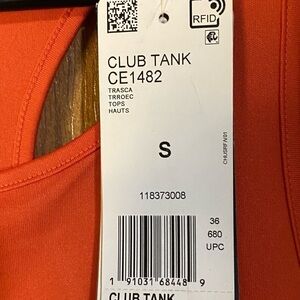 RFID
CLUB TANK
CE1482
TRASCA
TRROEC
TOPS
HAUTS
S
118373008
36
680
UPC
1 91031 68448 9
CLUB TANK